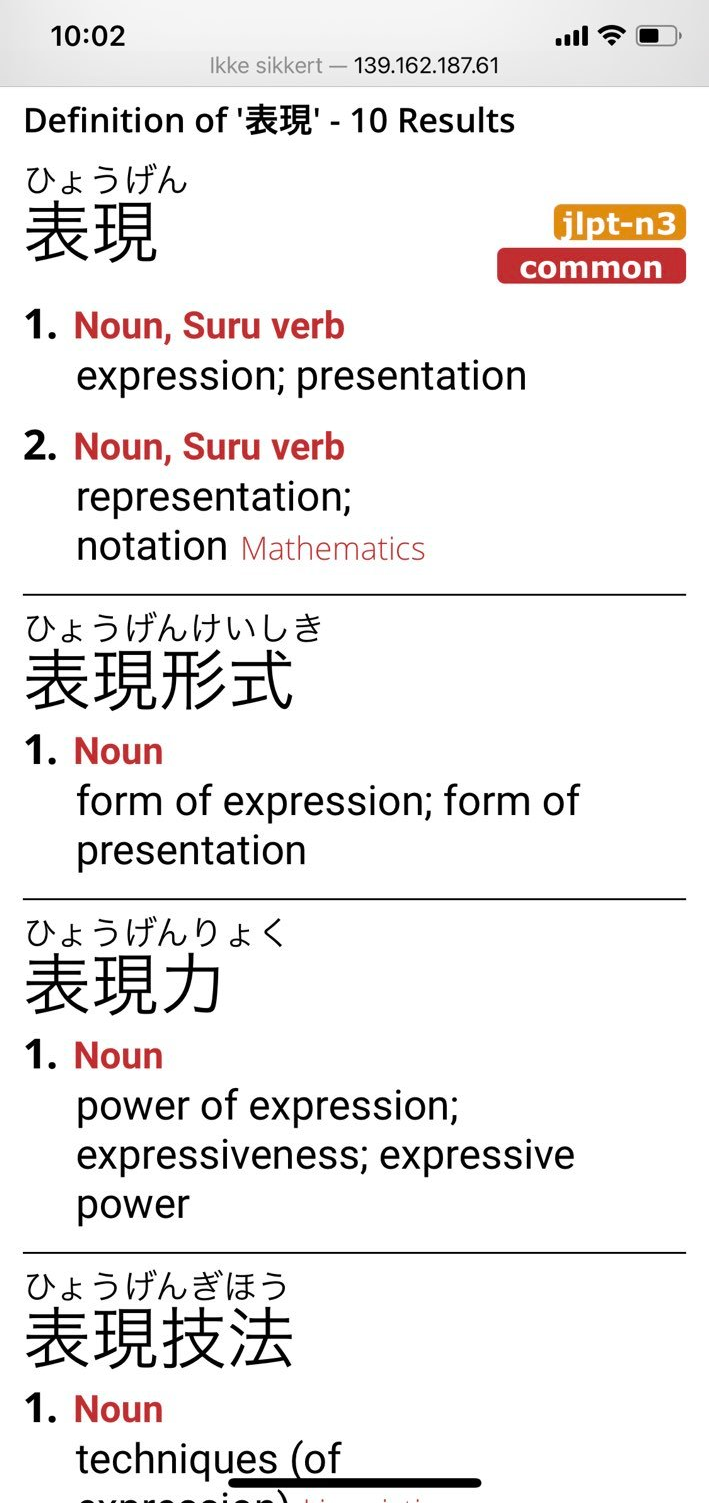 10:02
Ikke sikkert — 139.162.187.61
Definition of '表現' - 10 Results
ひょうげん
表現
jlpt-n3
common
1. Noun, Suru verb
expression; presentation
2. Noun, Suru verb
representation;
notation Mathematics
ひょうげんけいしき
表現形式
1. Noun
form of expression; form of
presentation
ひょうげんりょく
表現力
1. Noun
power of expression;
expressiveness; expressive
power
ひょうげんぎほう
表現技法
1. Noun
techniques (of